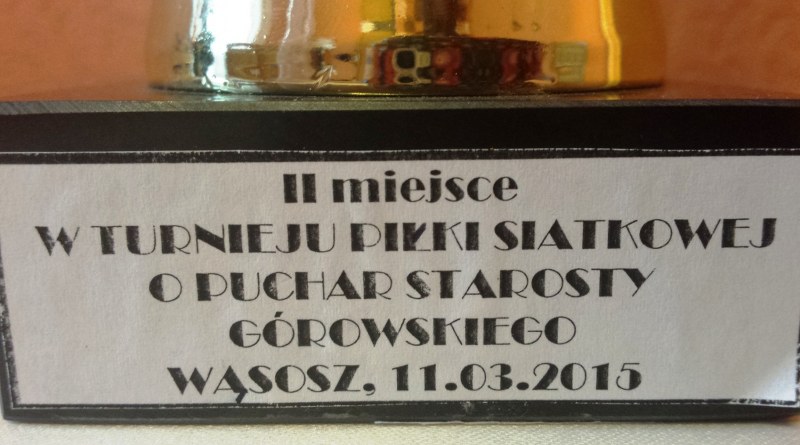 II miejsce
W TURNIEJU PIŁKI SIATKOWEJ
O PUCHAR STAROSTY
GÓROWSKIEGO
WĄSOSZ, 11.03.2015